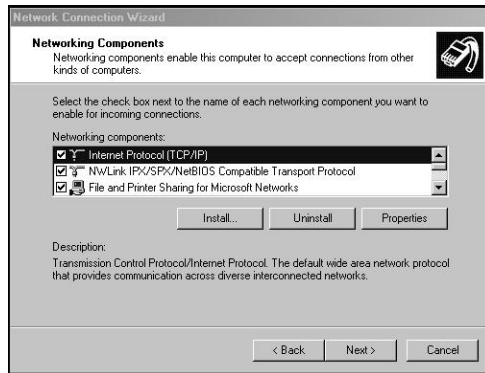 Network Connection Wizard
Networking Components
Networking components enable this computer to accept connections from other
kinds of computers.
Select the check box next to the name of each networking component you want to
enable for incoming connections.
Networking components:
Internet Protocol (TCP/IP)
NWLink IPX/SPX/NetBIOS Compatible Transport Protocol
File and Printer Sharing for Microsoft Networks
Install... Uninstall Properties
Description:
Transmission Control Protocol/Internet Protocol. The default wide area network protocol
that provides communication across diverse interconnected networks.
< Back Next > Cancel